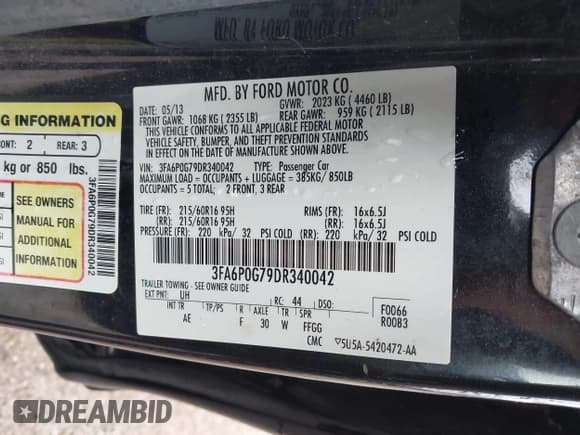 MFD. BY FORD MOTOR CO.
DATE: 05/13 GVWR: 2023 KG ( 4460 LB)
FRONT GAWR: 1068 KG ( 2355 LB) REAR GAWR: 959 KG ( 2115 LB)
THIS VEHICLE CONFORMS TO ALL APPLICABLE FEDERAL MOTOR
VEHICLE SAFETY, BUMPER, AND THEFT PREVENTION STANDARDS
IN EFFECT ON THE DATE OF MANUFACTURE SHOWN ABOVE.
VIN: 3FA6P0G79DR340042 TYPE: Passenger Car
MAXIMUM LOAD = OCCUPANTS + LUGGAGE = 385KG/ 850LB
OCCUPANTS = 5 TOTAL: 2 FRONT, 3 REAR
TIRE (FR): 215/60R16 95H RIMS (FR): 16x6.5J
(RR): 215/60R16 95H (RR): 16x6.5J
PRESSURE (FR): 220 kPa/ 32 PSI COLD (RR): 220 kPa/ 32 PSI COLD
3FA6P0G79DR340042
TRAILER TOWING - SEE OWNER GUIDE
EXT PNT: UH RC: 44 DSO: F0066
R0083
INT TR TP/PS R AXLE TR SPR
AE F 30 W FFGG
CMC 5U5A-5420472-AA
G INFORMATION
ONT: 2 REAR: 3
kg or 850 lbs.
SEE OWNERS
MANUAL FOR
ADDITIONAL
INFORMATION
3FA6P0G79DR340042
DREAMBID